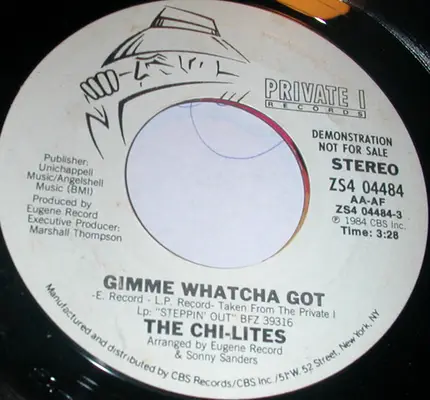 PRIVATE I
RECORDS
DEMONSTRATION
NOT FOR SALE
STEREO
ZS4 04484
AA-AF
ZS4 04484-3
℗ 1984 CBS Inc.
Time: 3:28
Publisher:
Unichappell
Music/Angelshell
Music (BMI)
Produced by
Eugene Record
Executive Producer:
Marshall Thompson
GIMME WHATCHA GOT
-E. Record - L.P. Record- Taken From The Private I
Lp: "STEPPIN' OUT" BFZ 39316
THE CHI-LITES
Arranged by Eugene Record
& Sonny Sanders
Manufactured and distributed by CBS Records/CBS Inc./51 W. 52 Street, New York, NY